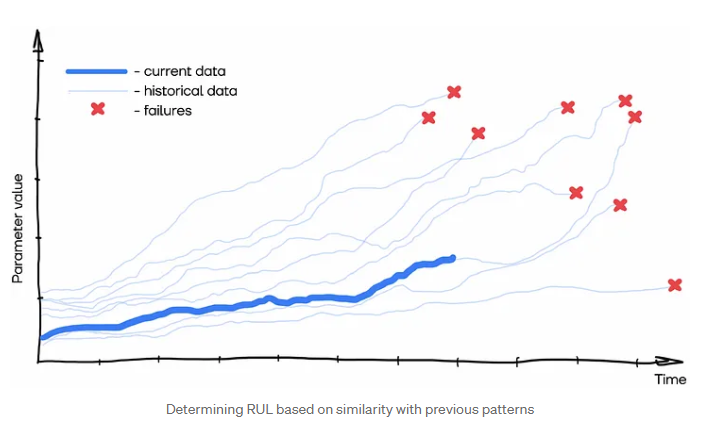 - current data
- historical data
- failures
Parameter value
Time
Determining RUL based on similarity with previous patterns